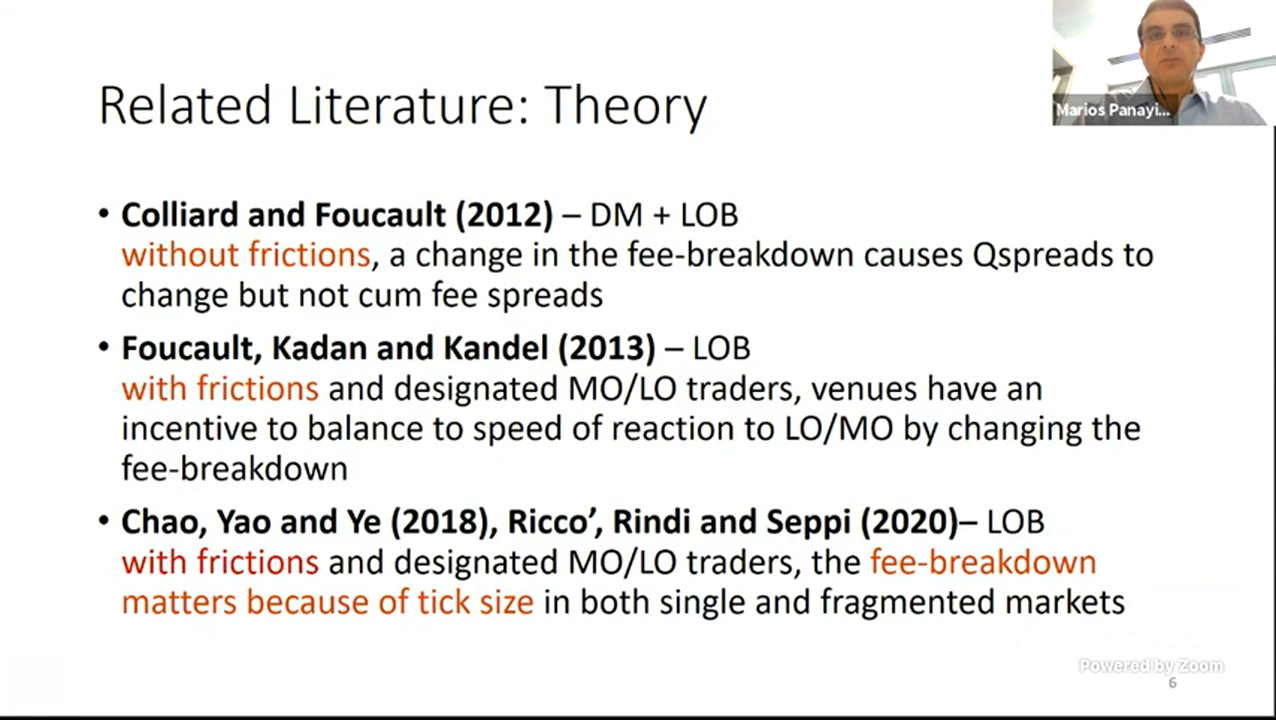 Related Literature: Theory
Marios Panayi...
• Colliard and Foucault (2012) – DM + LOB
without frictions, a change in the fee-breakdown causes Qspreads to
change but not cum fee spreads
• Foucault, Kadan and Kandel (2013) – LOB
with frictions and designated MO/LO traders, venues have an
incentive to balance to speed of reaction to LO/MO by changing the
fee-breakdown
• Chao, Yao and Ye (2018), Ricco’, Rindi and Seppi (2020)– LOB
with frictions and designated MO/LO traders, the fee-breakdown
matters because of tick size in both single and fragmented markets
Powered by Zoom
6